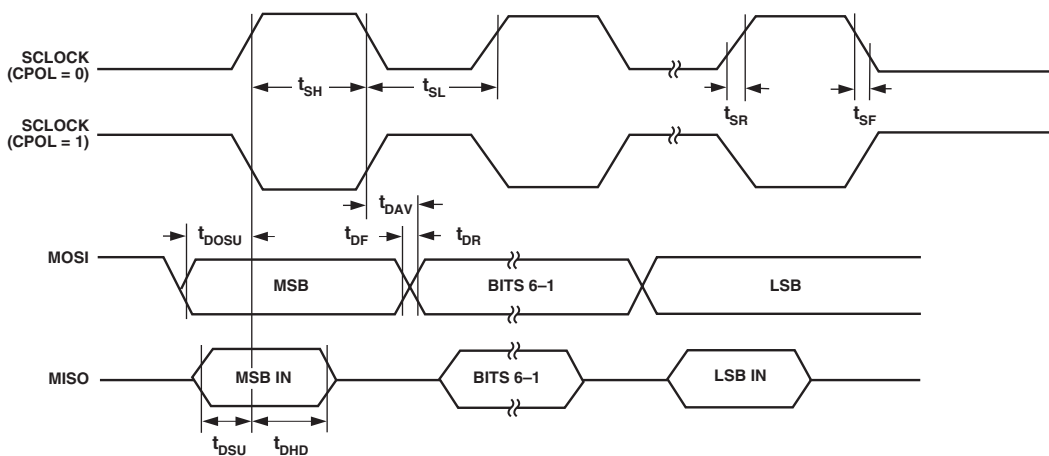 SCLOCK
(CPOL = 0)
tSH
tSL
tSR
tSF
SCLOCK
(CPOL = 1)
tDAV
tDOSU
tDF
tDR
MOSI
MSB
BITS 6–1
LSB
MISO
MSB IN
BITS 6–1
LSB IN
tDSU
tDHD